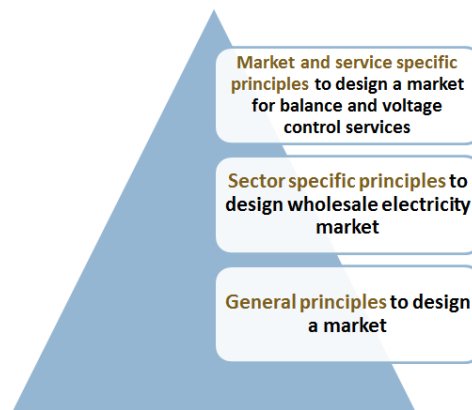 Market and service specific
principles to design a market
for balance and voltage
control services
Sector specific principles to
design wholesale electricity
market
General principles to design
a market